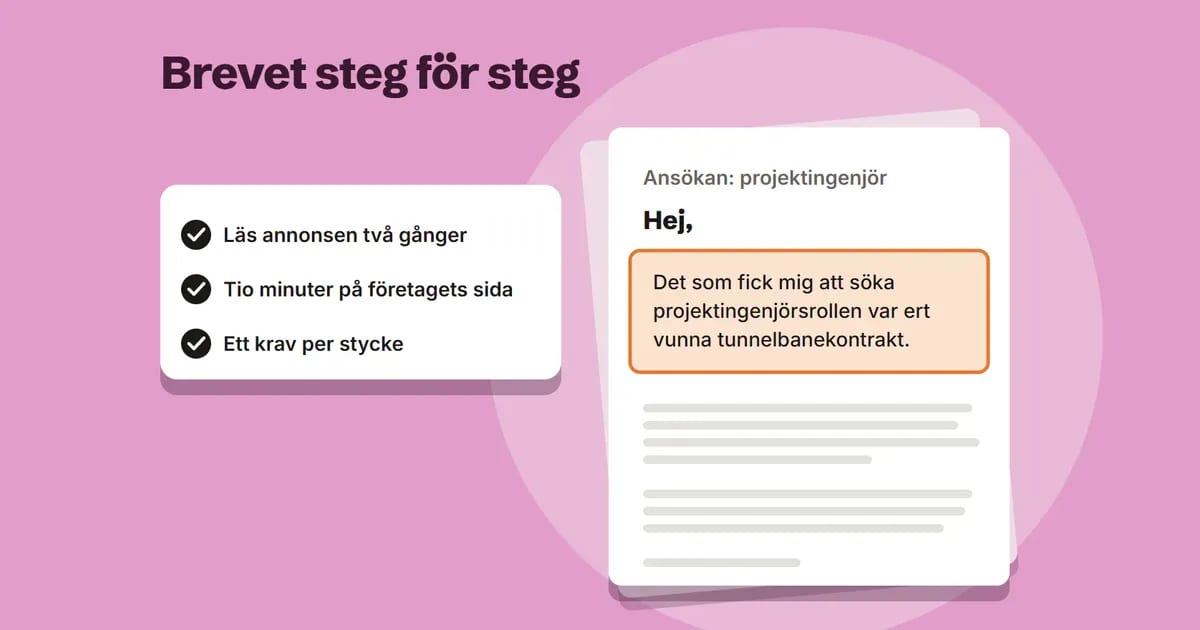 Brevet steg för steg
Läs annonsen två gånger
Tio minuter på företagets sida
Ett krav per stycke
Ansökan: projektingenjör
Hej,
Det som fick mig att söka
projektingenjörsrollen var ert
vunna tunnelbanekontrakt.